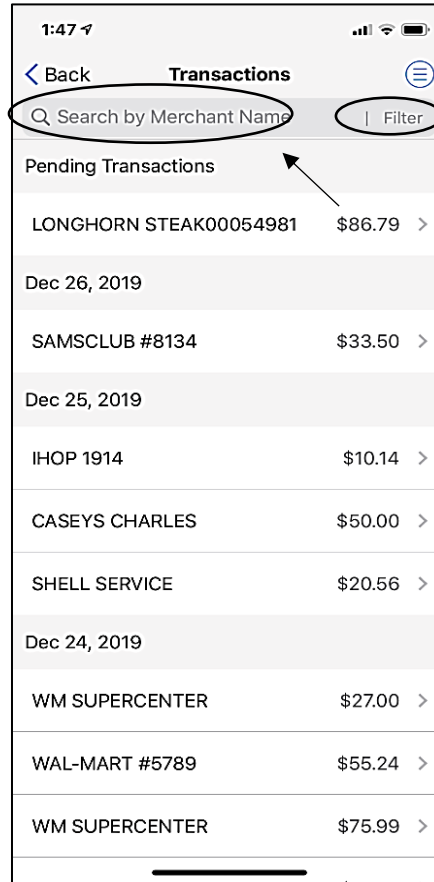 1:47
Back Transactions
Search by Merchant Name | Filter
Pending Transactions
LONGHORN STEAK00054981 $86.79
Dec 26, 2019
SAMSCLUB #8134 $33.50
Dec 25, 2019
IHOP 1914 $10.14
CASEYS CHARLES $50.00
SHELL SERVICE $20.56
Dec 24, 2019
WM SUPERCENTER $27.00
WAL-MART #5789 $55.24
WM SUPERCENTER $75.99